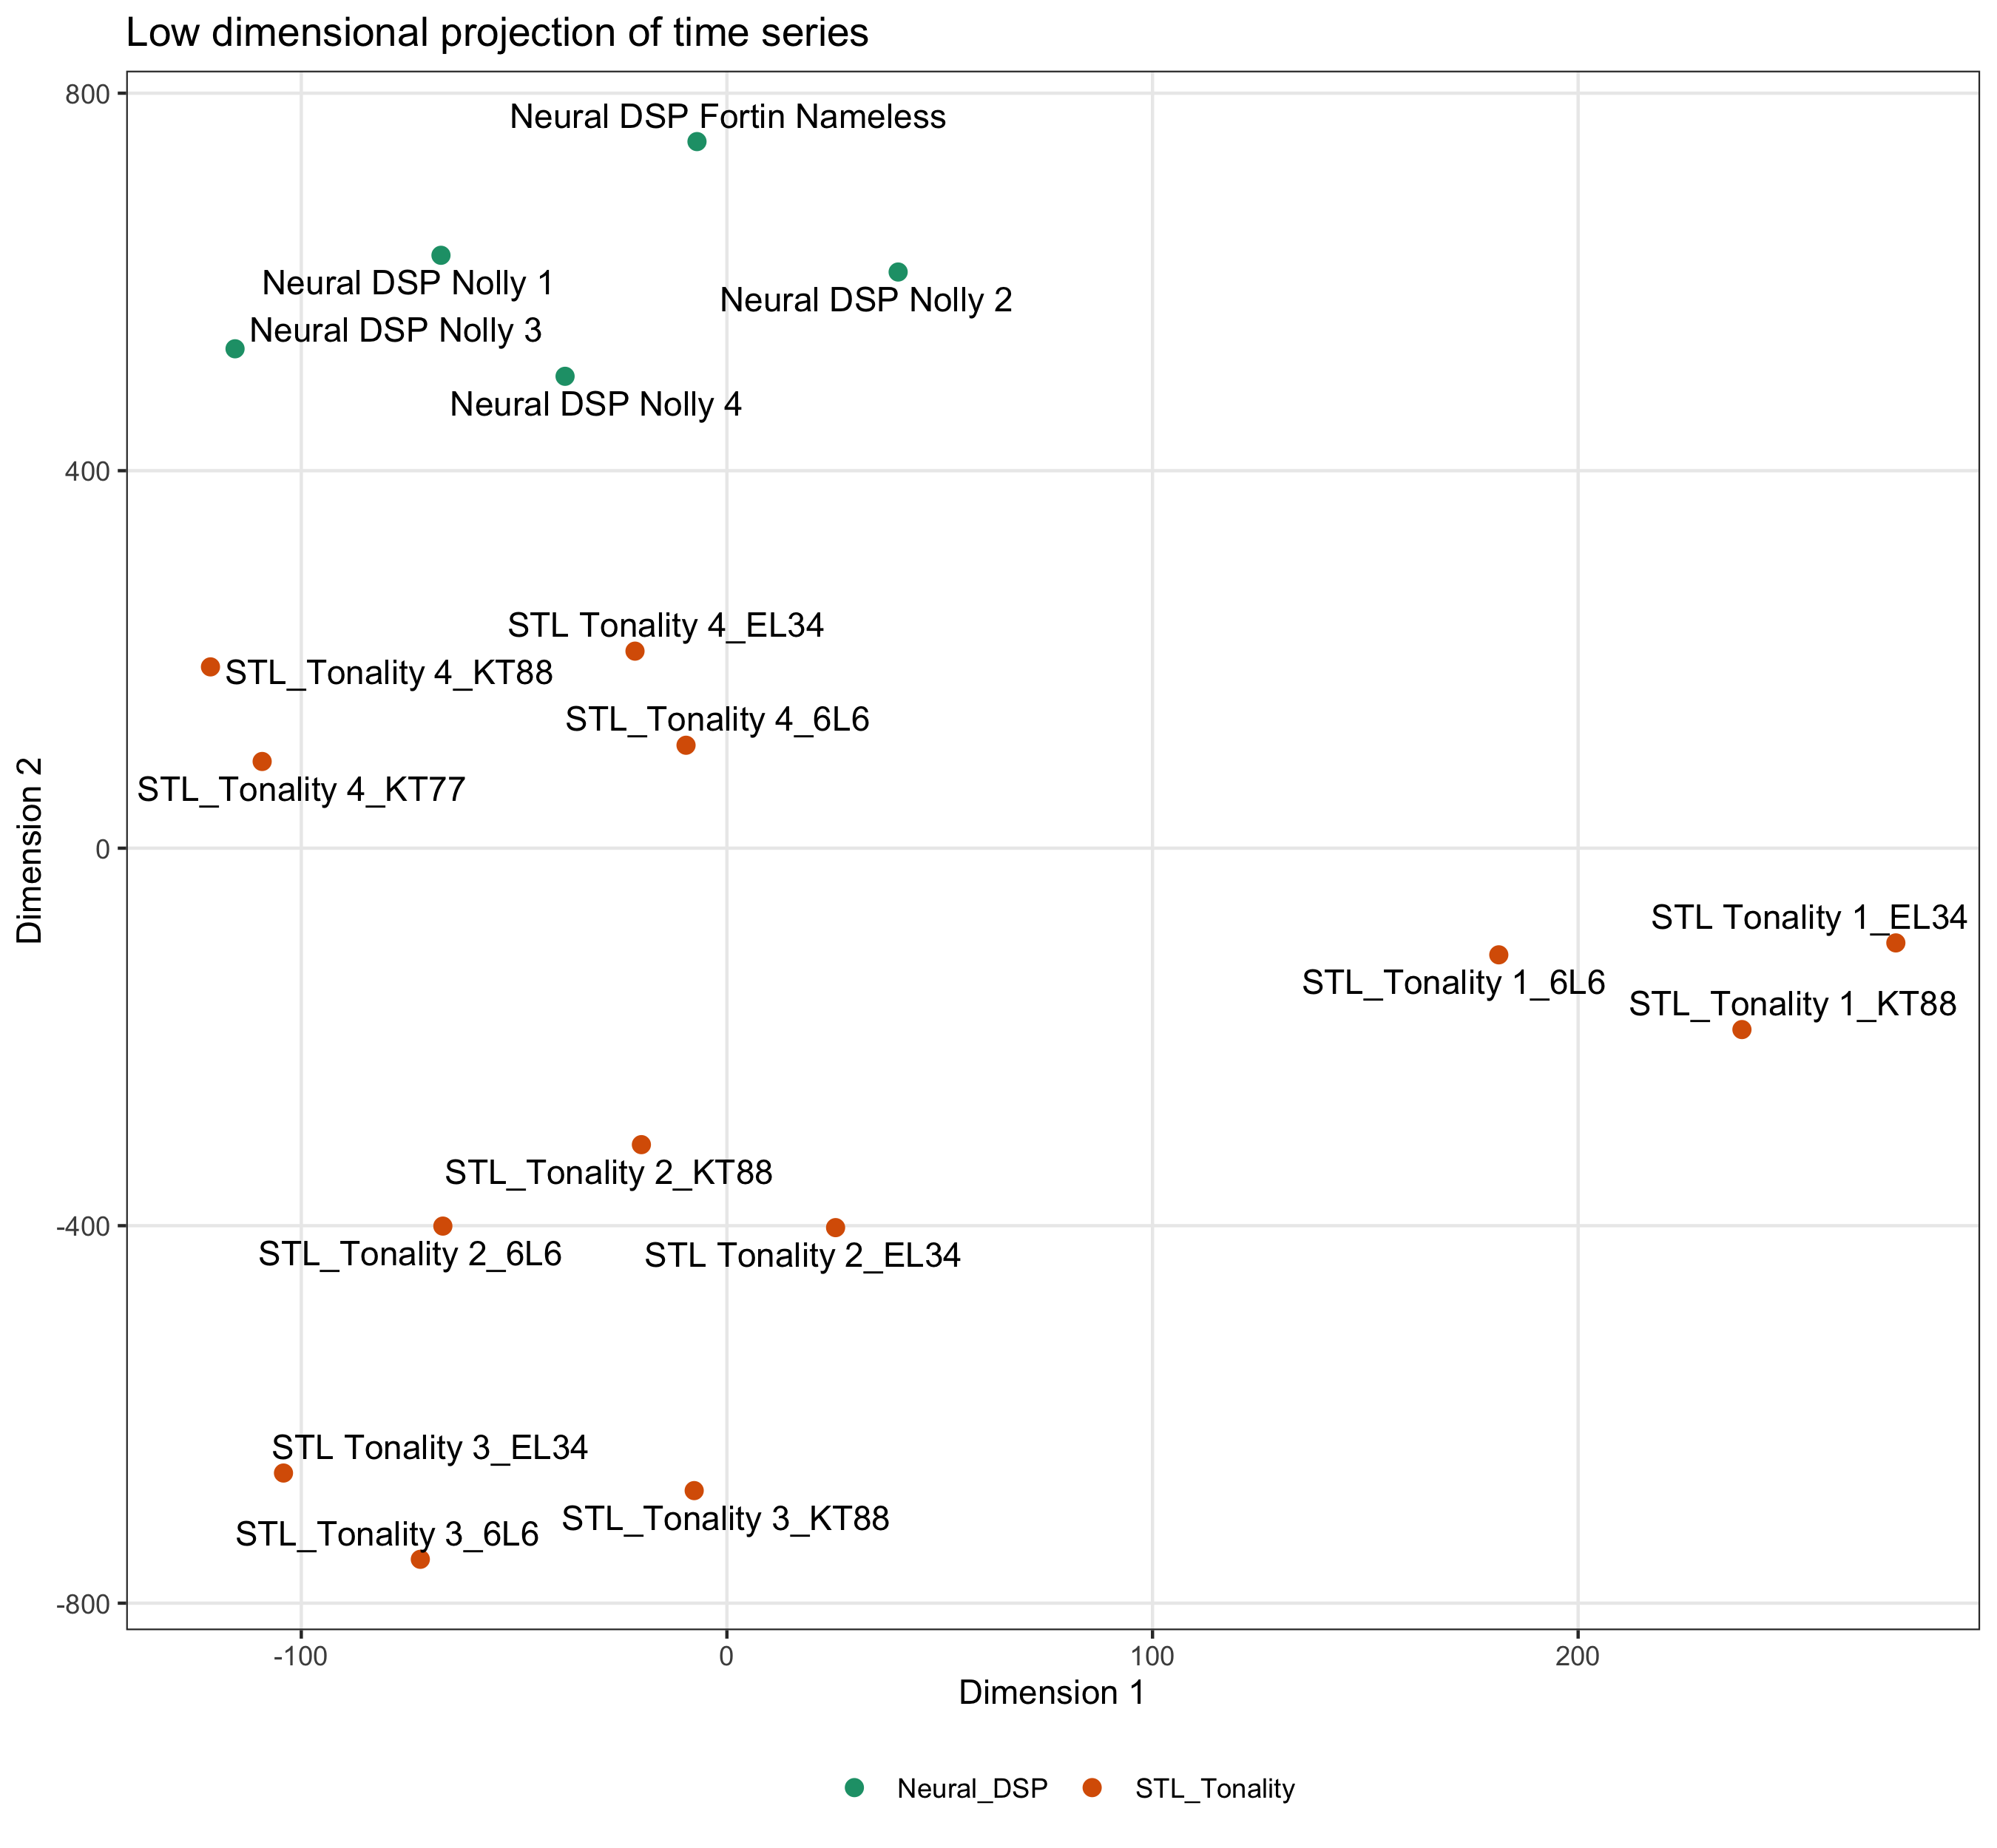 Low dimensional projection of time series
800
Neural DSP Fortin Nameless
Neural DSP Nolly 1
Neural DSP Nolly 2
Neural DSP Nolly 3
Neural DSP Nolly 4
400
STL Tonality 4_EL34
STL_Tonality 4_KT88
STL_Tonality 4_6L6
STL_Tonality 4_KT77
Dimension 2
0
STL Tonality 1_EL34
STL_Tonality 1_6L6
STL_Tonality 1_KT88
STL_Tonality 2_KT88
-400
STL_Tonality 2_6L6
STL Tonality 2_EL34
STL Tonality 3_EL34
STL_Tonality 3_KT88
STL_Tonality 3_6L6
-800
-100 0 100 200
Dimension 1
Neural_DSP STL_Tonality